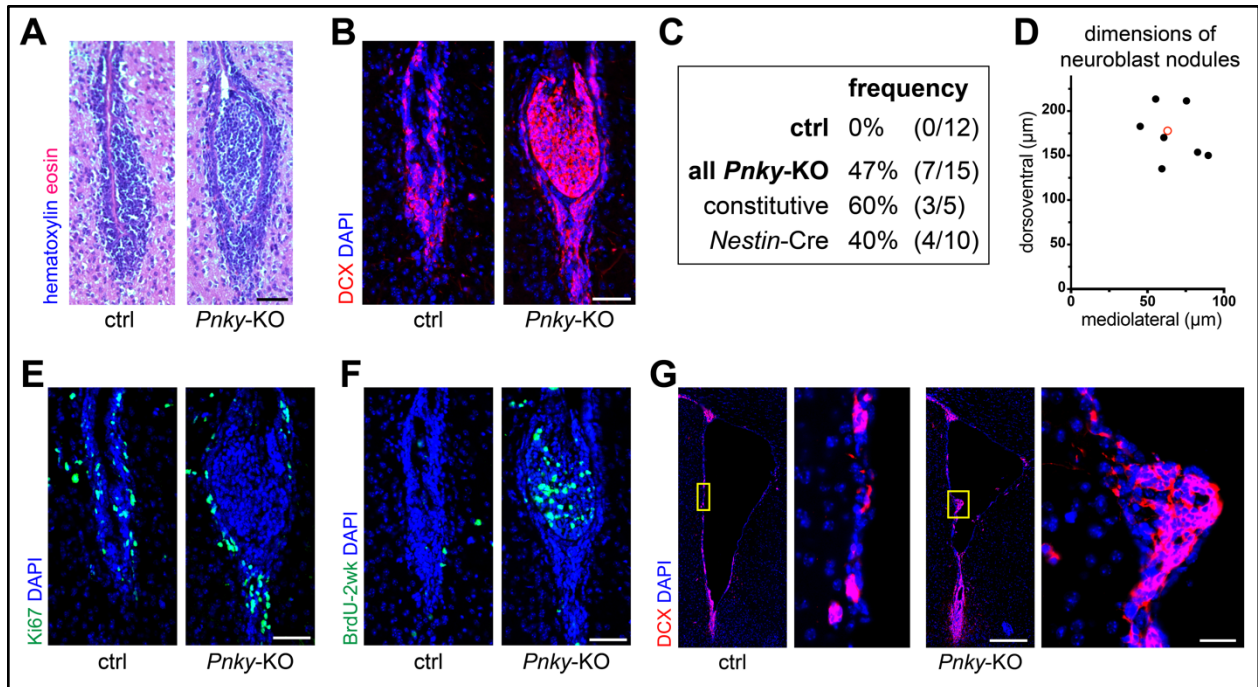 A
hematoxylin eosin
ctrl
Pnky-KO
B
DCX DAPI
ctrl
Pnky-KO
C
frequency
ctrl 0% (0/12)
all Pnky-KO 47% (7/15)
constitutive 60% (3/5)
Nestin-Cre 40% (4/10)
D
dimensions of
neuroblast nodules
dorsoventral (µm)
200
150
100
50
0
0 50 100
mediolateral (µm)
E
Ki67 DAPI
ctrl
Pnky-KO
F
BrdU-2wk DAPI
ctrl
Pnky-KO
G
DCX DAPI
ctrl
Pnky-KO